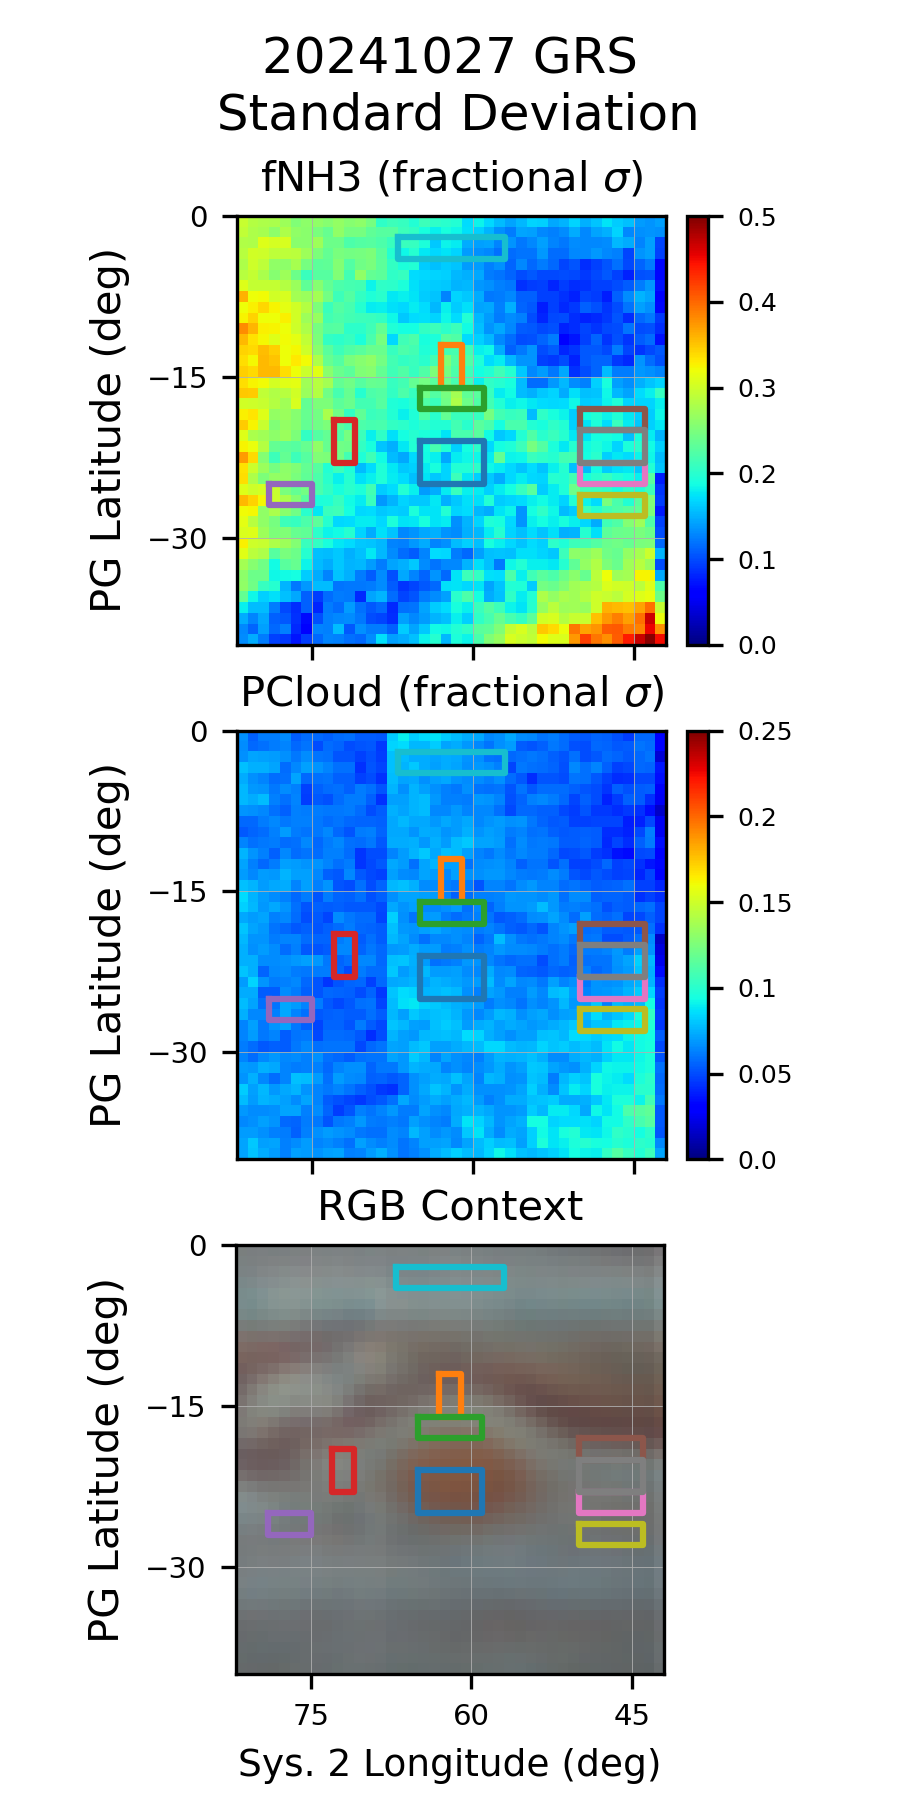 20241027 GRS
Standard Deviation
fNH3 (fractional σ)
0
−15
−30
PG Latitude (deg)
0.5
0.4
0.3
0.2
0.1
0.0
PCloud (fractional σ)
0
−15
−30
PG Latitude (deg)
0.25
0.2
0.15
0.1
0.05
0.0
RGB Context
0
−15
−30
PG Latitude (deg)
75 60 45
Sys. 2 Longitude (deg)